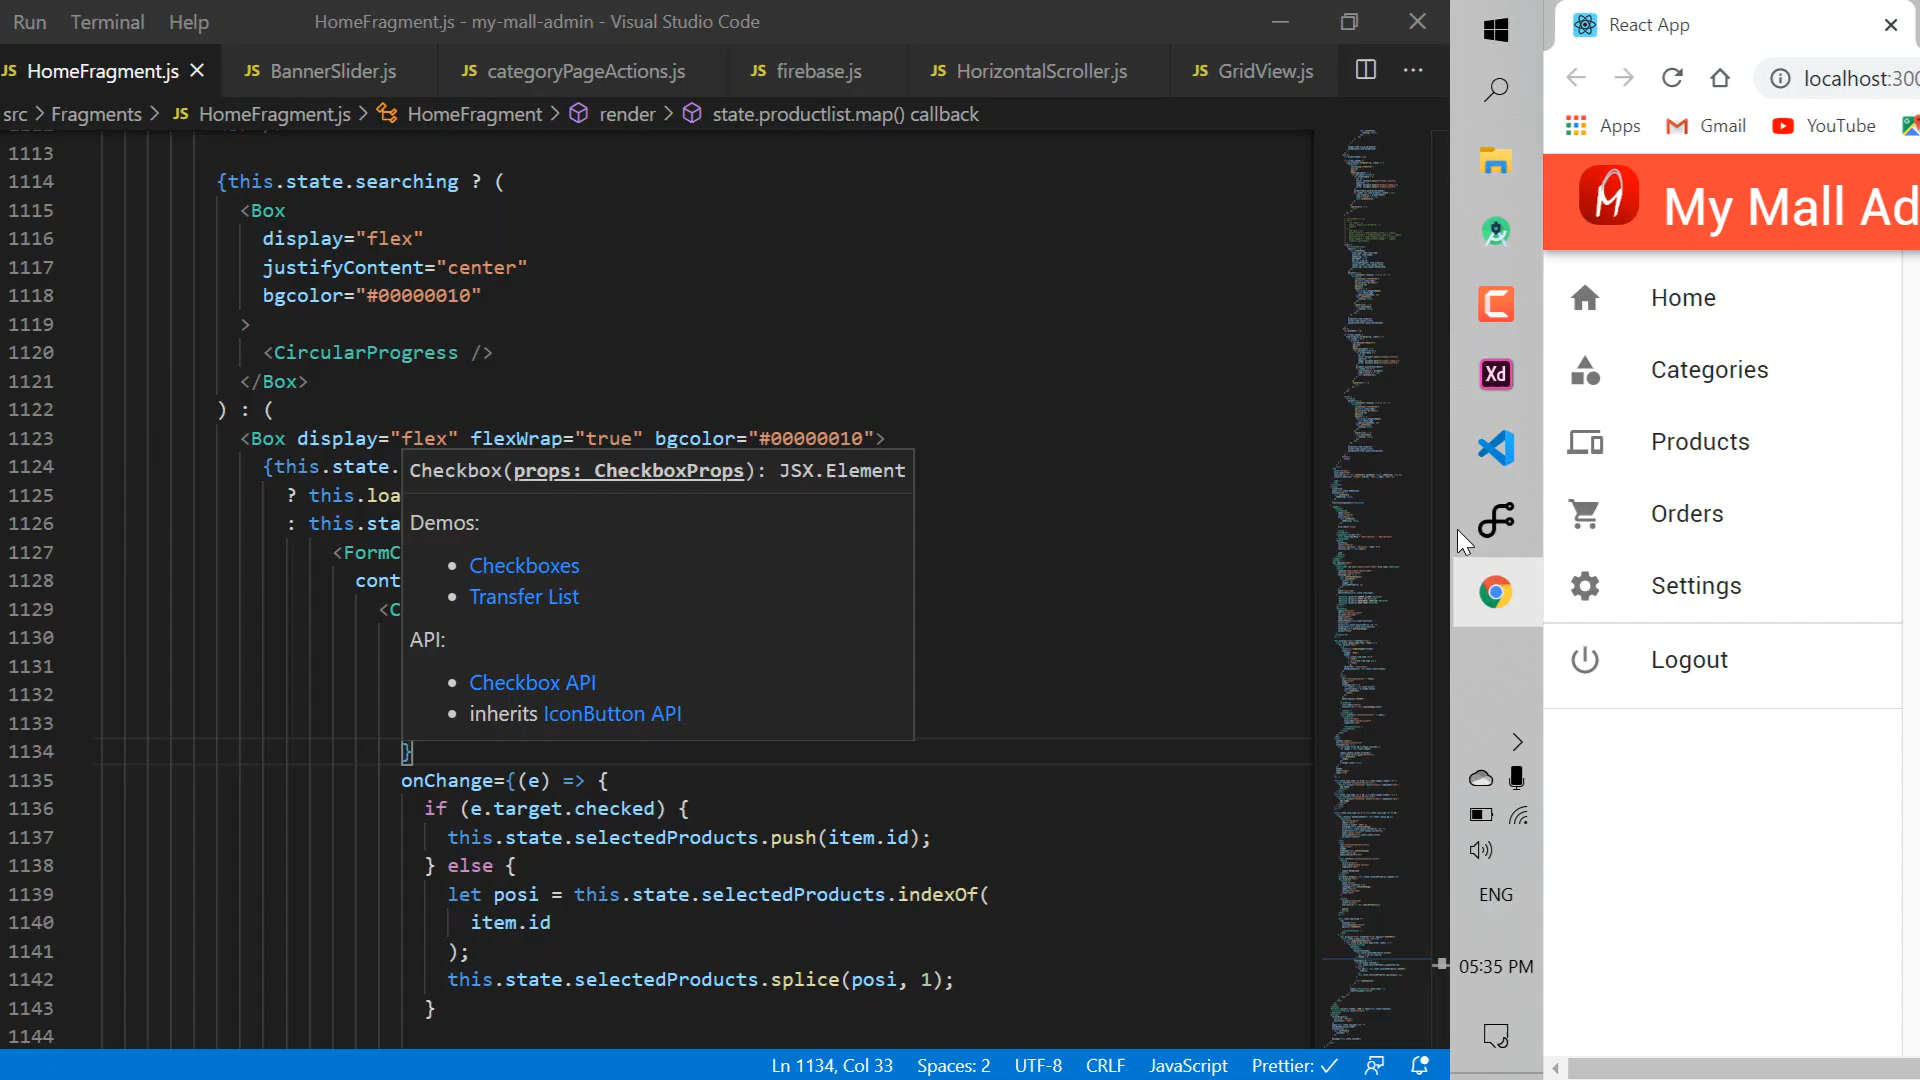 Run Terminal Help HomeFragment.js - my-mall-admin - Visual Studio Code
JS HomeFragment.js JS BannerSlider.js JS categoryPageActions.js JS firebase.js JS HorizontalScroller.js JS GridView.js
src > Fragments > JS HomeFragment.js > HomeFragment > render > state.productlist.map() callback
1113
1114 {this.state.searching ? (
1115 <Box
1116 display="flex"
1117 justifyContent="center"
1118 bgcolor="#00000010"
1119 >
1120 <CircularProgress />
1121 </Box>
1122 ) : (
1123 <Box display="flex" flexWrap="true" bgcolor="#00000010">
1124 {this.state.
1125 ? this.loa
1126 : this.sta
1127 <FormC
1128 cont
1129 <C
1130
1131
1132
1133
1134 }
1135 onChange={(e) => {
1136 if (e.target.checked) {
1137 this.state.selectedProducts.push(item.id);
1138 } else {
1139 let posi = this.state.selectedProducts.indexOf(
1140 item.id
1141 );
1142 this.state.selectedProducts.splice(posi, 1);
1143 }
1144
Checkbox(props: CheckboxProps): JSX.Element
Demos:
• Checkboxes
• Transfer List
API:
• Checkbox API
• inherits IconButton API
Ln 1134, Col 33 Spaces: 2 UTF-8 CRLF JavaScript Prettier: ✓
Xd
ENG
05:35 PM
React App
localhost:300
Apps Gmail YouTube
My Mall Ad
Home
Categories
Products
Orders
Settings
Logout